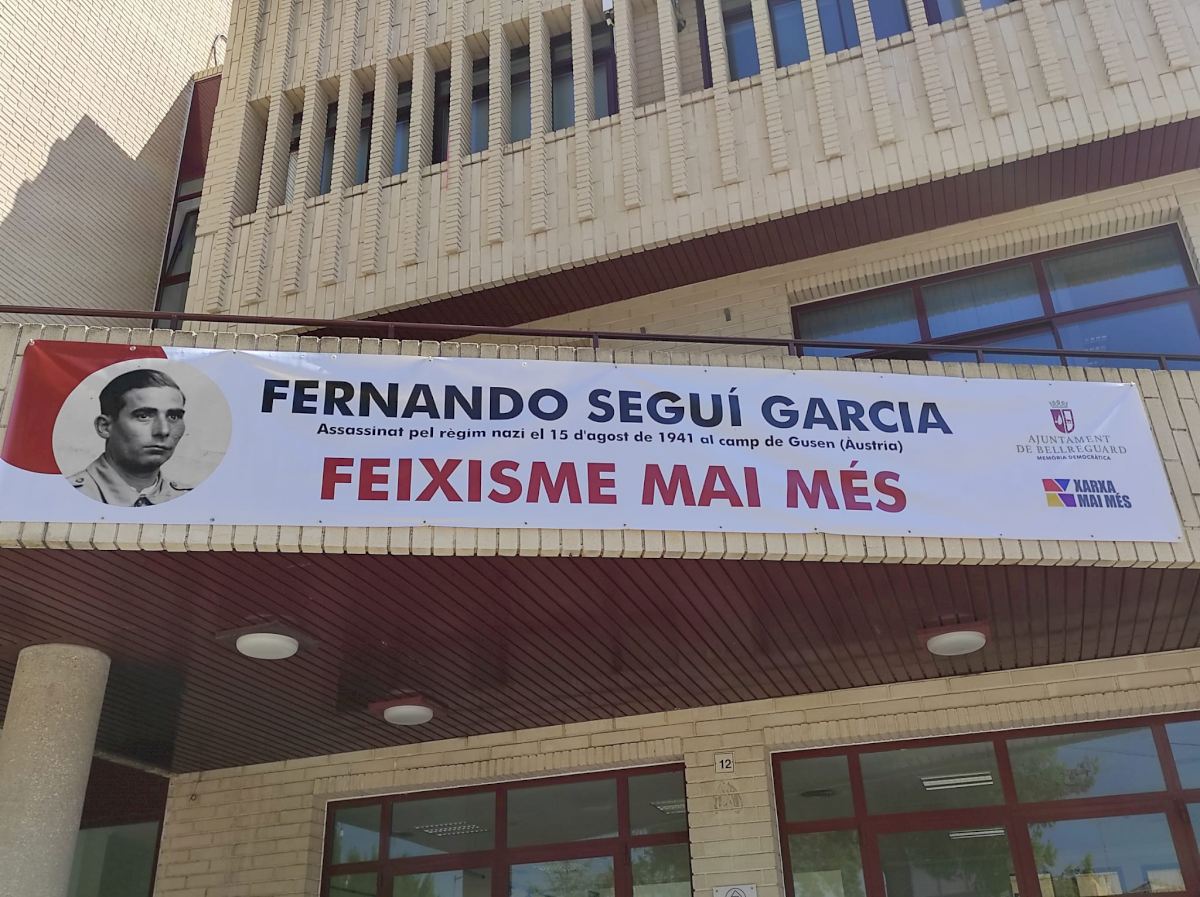 FERNANDO SEGUÍ GARCIA
Assassinat pel règim nazi el 15 d'agost de 1941 al camp de Gusen (Àustria)
FEIXISME MAI MÉS
AJUNTAMENT
DE BELLREGUARD
MEMÒRIA DEMOCRÀTICA
XARXA
MAI MÉS
12